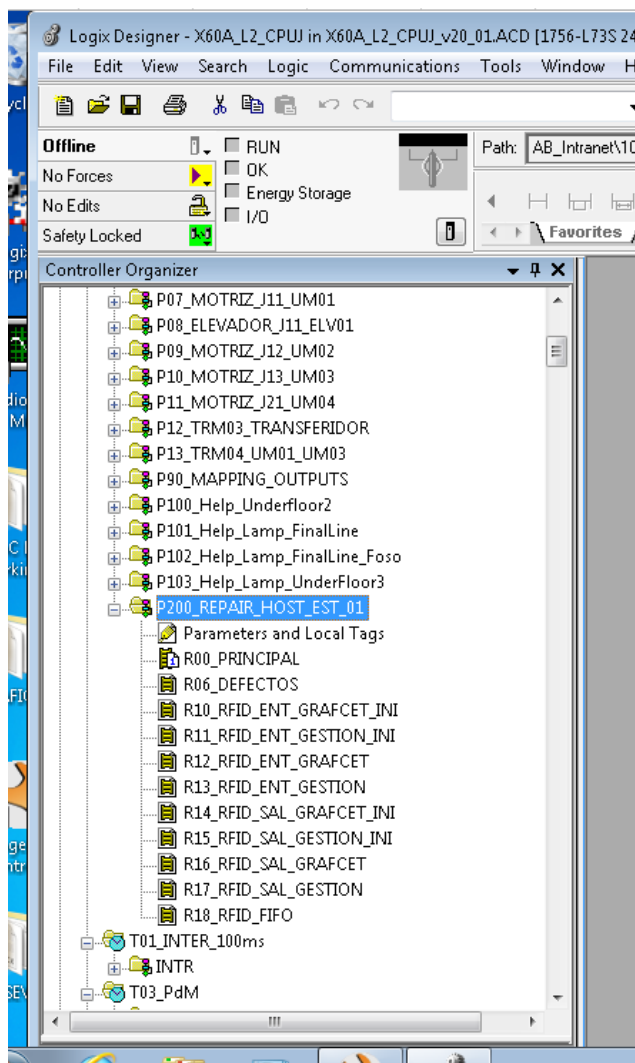 Logix Designer - X60A_L2_CPUJ in X60A_L2_CPUJ_v20_01.ACD [1756-L73S 24
File Edit View Search Logic Communications Tools Window H
Offline
RUN
No Forces
OK
No Edits
Energy Storage
Safety Locked
I/O
Path: AB_Intranet\10
Favorites
Controller Organizer
P07_MOTRIZ_J11_UM01
P08_ELEVADOR_J11_ELV01
P09_MOTRIZ_J12_UM02
P10_MOTRIZ_J13_UM03
P11_MOTRIZ_J21_UM04
P12_TRM03_TRANSFERIDOR
P13_TRM04_UM01_UM03
P90_MAPPING_OUTPUTS
P100_Help_Underfloor2
P101_Help_Lamp_FinalLine
P102_Help_Lamp_FinalLine_Foso
P103_Help_Lamp_UnderFloor3
P200_REPAIR_HOST_EST_01
Parameters and Local Tags
R00_PRINCIPAL
R06_DEFECTOS
R10_RFID_ENT_GRAFCET_INI
R11_RFID_ENT_GESTION_INI
R12_RFID_ENT_GRAFCET
R13_RFID_ENT_GESTION
R14_RFID_SAL_GRAFCET_INI
R15_RFID_SAL_GESTION_INI
R16_RFID_SAL_GRAFCET
R17_RFID_SAL_GESTION
R18_RFID_FIFO
T01_INTER_100ms
INTR
T03_PdM